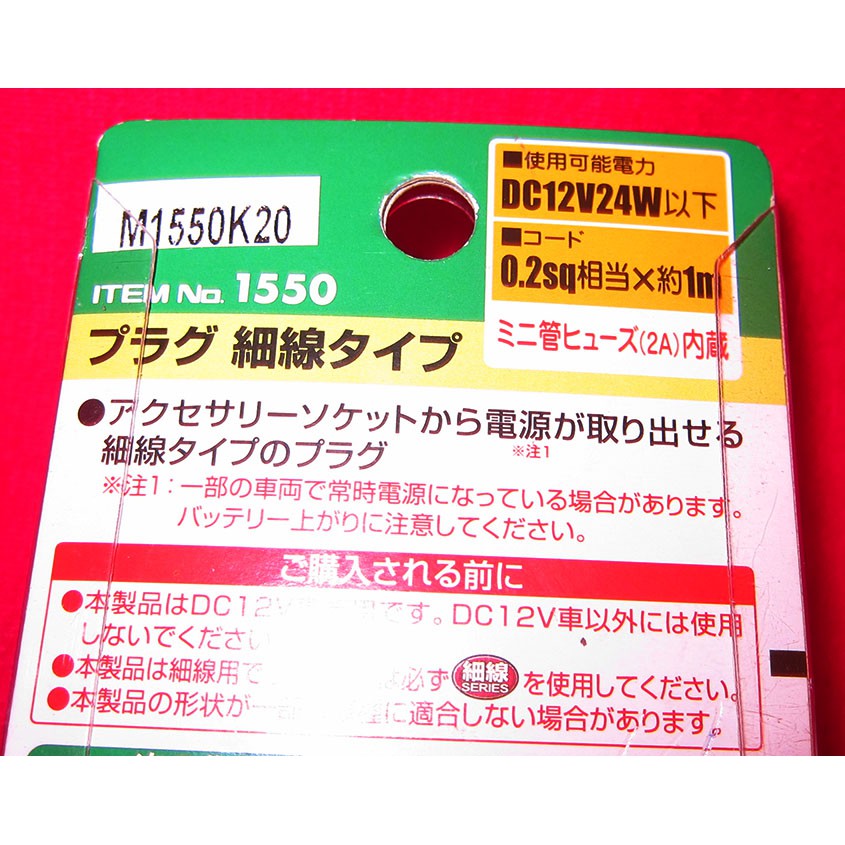 M1550K20
ITEM No. 1550
プラグ 細線タイプ
■使用可能電力
DC12V24W以下
■コード
0.2sq相当×約1m
ミニ管ヒューズ(2A)内蔵
●アクセサリーソケットから電源が取り出せる
※注1
細線タイプのプラグ
※注1：一部の車両で常時電源になっている場合があります。
バッテリー上がりに注意してください。
ご購入される前に
●本製品はDC12V です。DC12V車以外には使用
しないでくださ
●本製品は細線用で は必ず 細線 SERIES を使用してください。
●本製品の形状が一部 に適合しない場合があります。